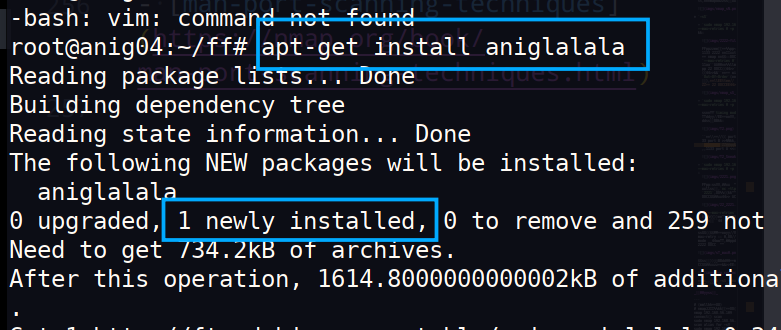 -bash: vim: command not found
root@anig04:~/ff# apt-get install aniglalala
Reading package lists... Done
Building dependency tree
Reading state information... Done
The following NEW packages will be installed:
aniglalala
0 upgraded, 1 newly installed, 0 to remove and 259 not
Need to get 734.2kB of archives.
After this operation, 1614.8000000000002kB of additiona
.